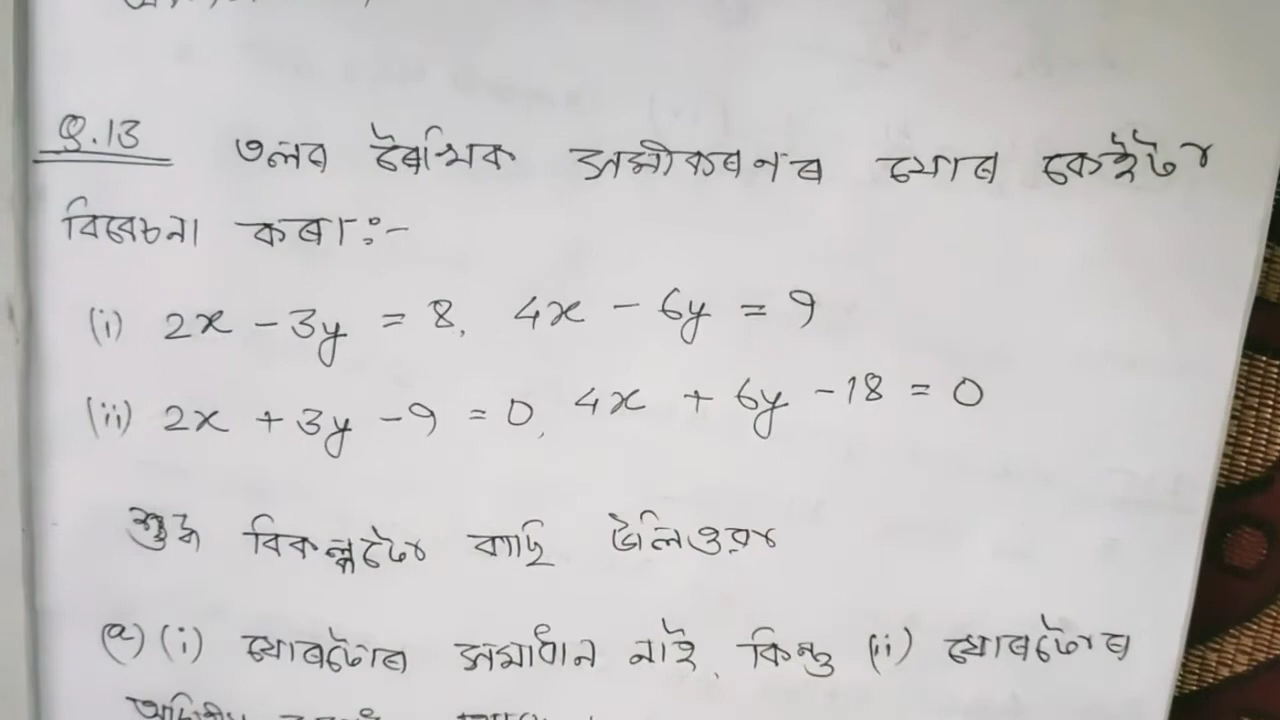 Q.13 তলৰ ৰৈখিক সমীকৰণৰ যোৰ কেইটা
বিবেচনা কৰা:-
(i) 2x - 3y = 8, 4x - 6y = 9
(ii) 2x + 3y - 9 = 0, 4x + 6y - 18 = 0
শুদ্ধ বিকল্পটো বাছি উলিওৱা
(a) (i) যোৰটোৰ সমাধান নাই, কিন্তু (ii) যোৰটোৰ